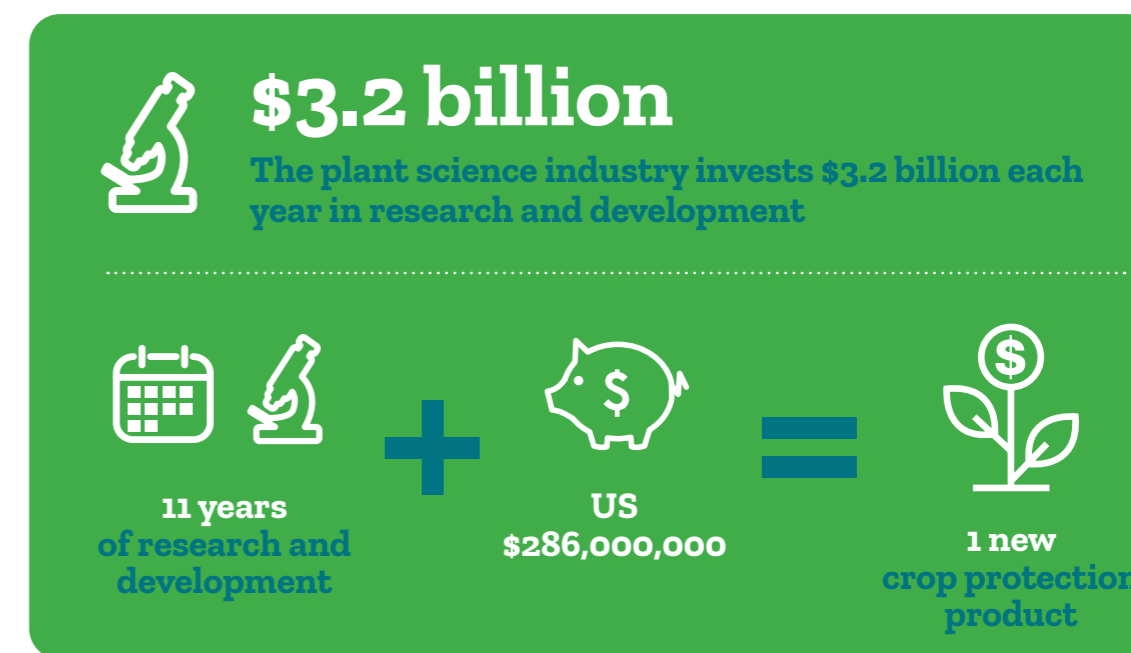 $3.2 billion
The plant science industry invests $3.2 billion each
year in research and development
$
$
11 years
of research and
development
US
$286,000,000
1 new
crop protection
product